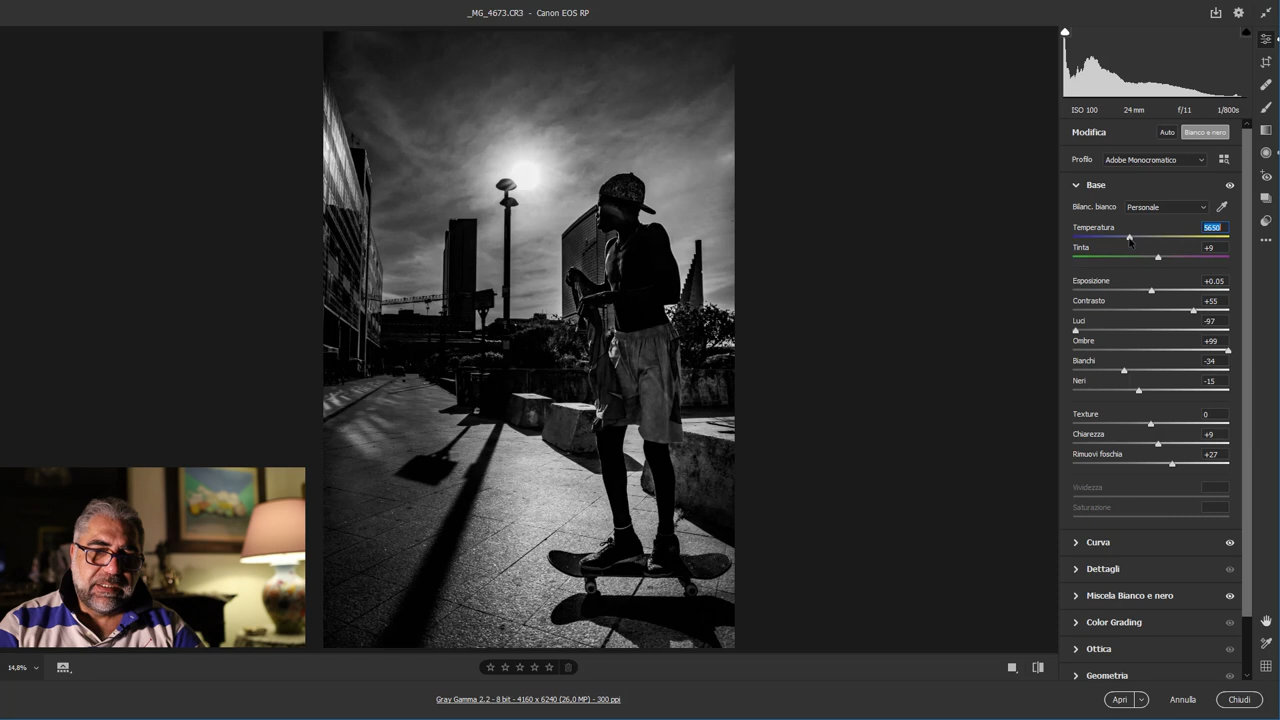 _MG_4673.CR3 - Canon EOS RP
ISO 100 24 mm f/11 1/800s
Modifica Auto Bianco e nero
Profilo Adobe Monocromatico
Base
Bilanc. bianco Personale
Temperatura 5650
Tinta +9
Esposizione +0.05
Contrasto +55
Luci -97
Ombre +99
Bianchi -34
Neri -15
Texture 0
Chiarezza +9
Rimuovi foschia +27
Vividezza
Saturazione
Curva
Dettagli
Miscela Bianco e nero
Color Grading
Ottica
Geometria
14,8%
Gray Gamma 2.2 - 8 bit - 4160 x 6240 (26,0 MP) - 300 ppi
Apri Annulla Chiudi